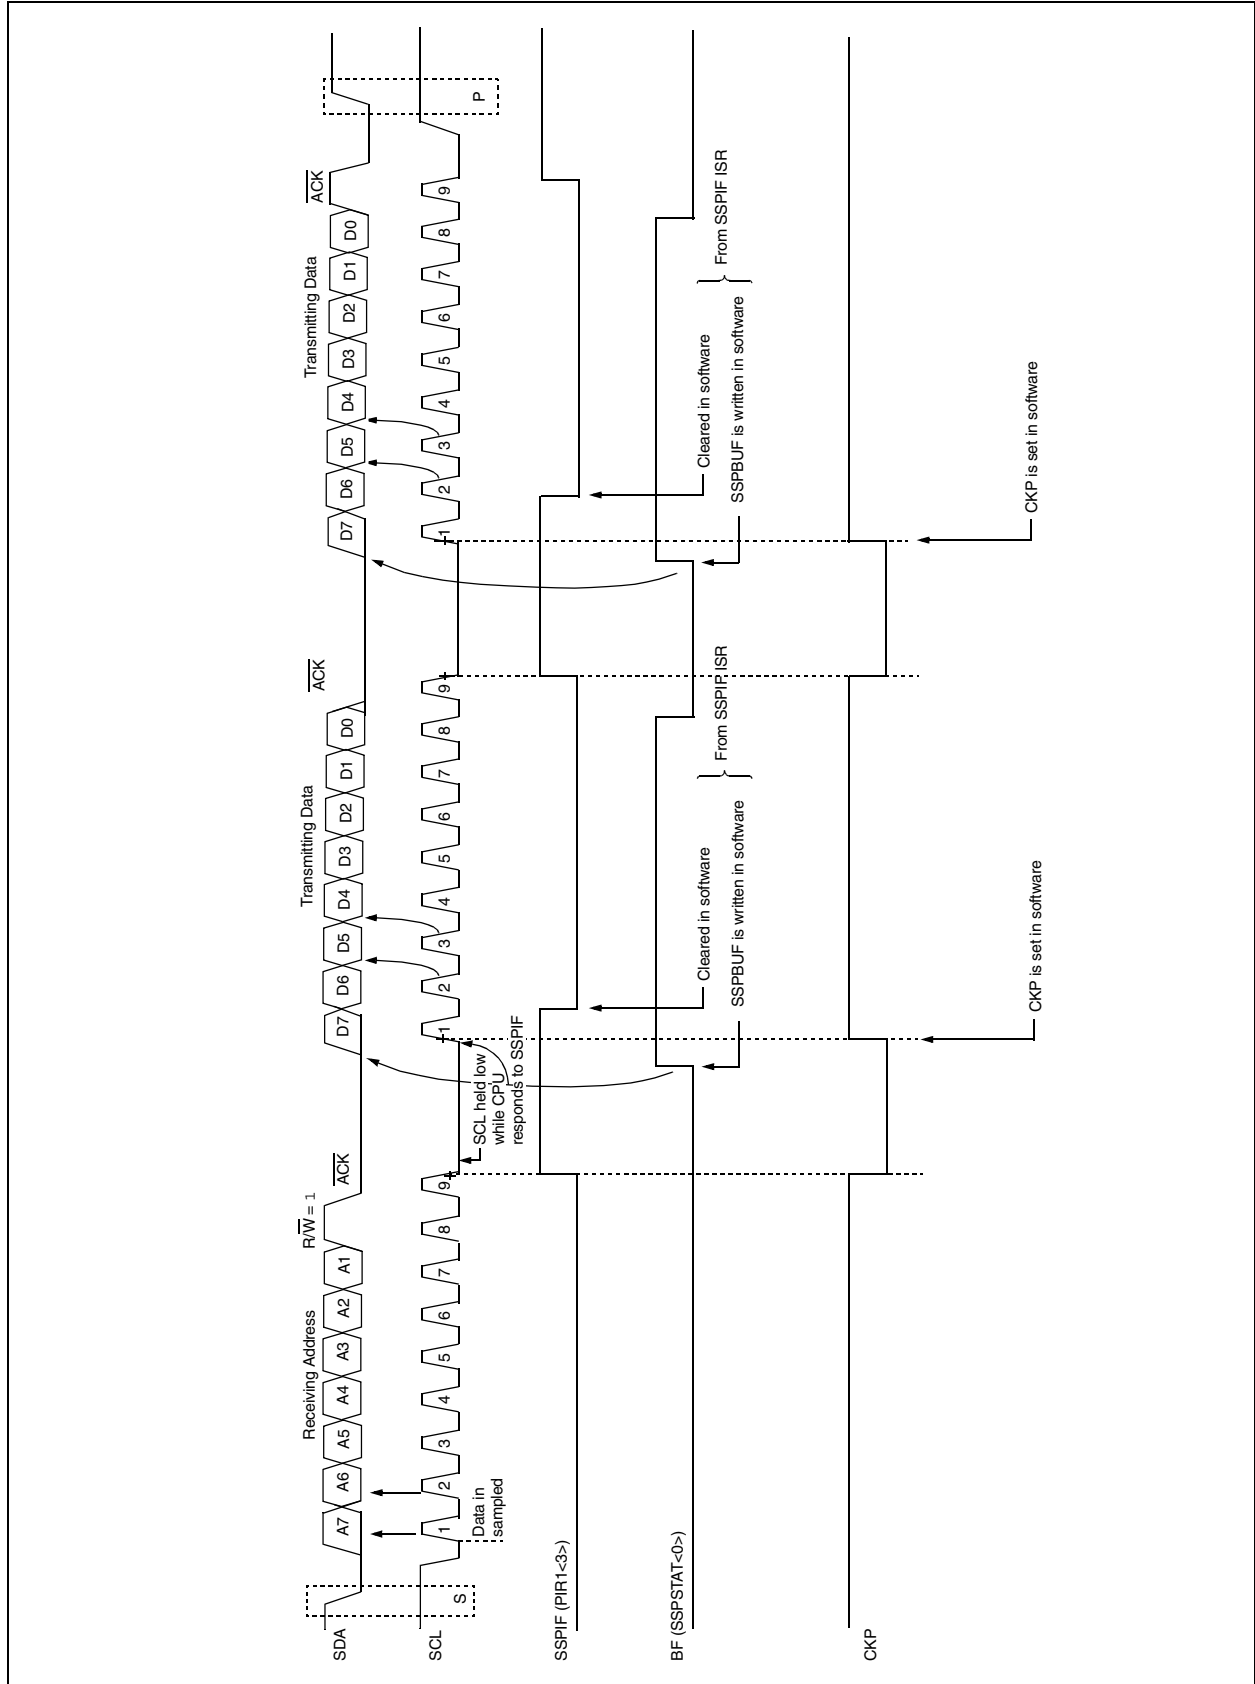 Receiving Address
R/W = 1
ACK
Transmitting Data
ACK
Transmitting Data
ACK
SDA
A7
A6
A5
A4
A3
A2
A1
D7
D6
D5
D4
D3
D2
D1
D0
D7
D6
D5
D4
D3
D2
D1
D0
SCL
1
2
3
4
5
6
7
8
9
1
2
3
4
5
6
7
8
9
1
2
3
4
5
6
7
8
9
S
P
Data in
sampled
SCL held low
while CPU
responds to SSPIF
SSPIF (PIR1<3>)
BF (SSPSTAT<0>)
Cleared in software
SSPBUF is written in software
From SSPIF ISR
Cleared in software
SSPBUF is written in software
From SSPIF ISR
CKP
CKP is set in software
CKP is set in software